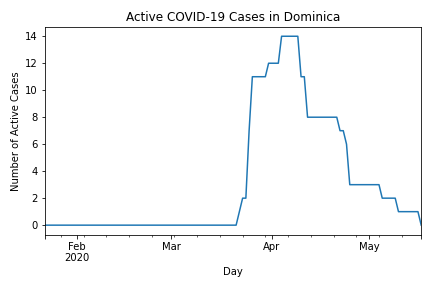 Active COVID-19 Cases in Dominica
Number of Active Cases
14
12
10
8
6
4
2
0
Feb
2020
Mar
Apr
May
Day